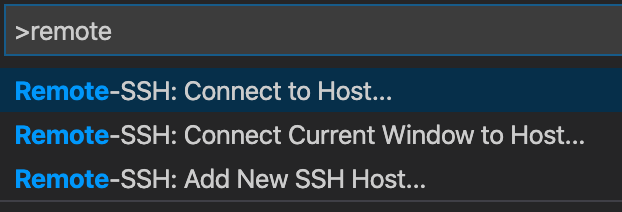 >remote
Remote-SSH: Connect to Host...
Remote-SSH: Connect Current Window to Host...
Remote-SSH: Add New SSH Host...